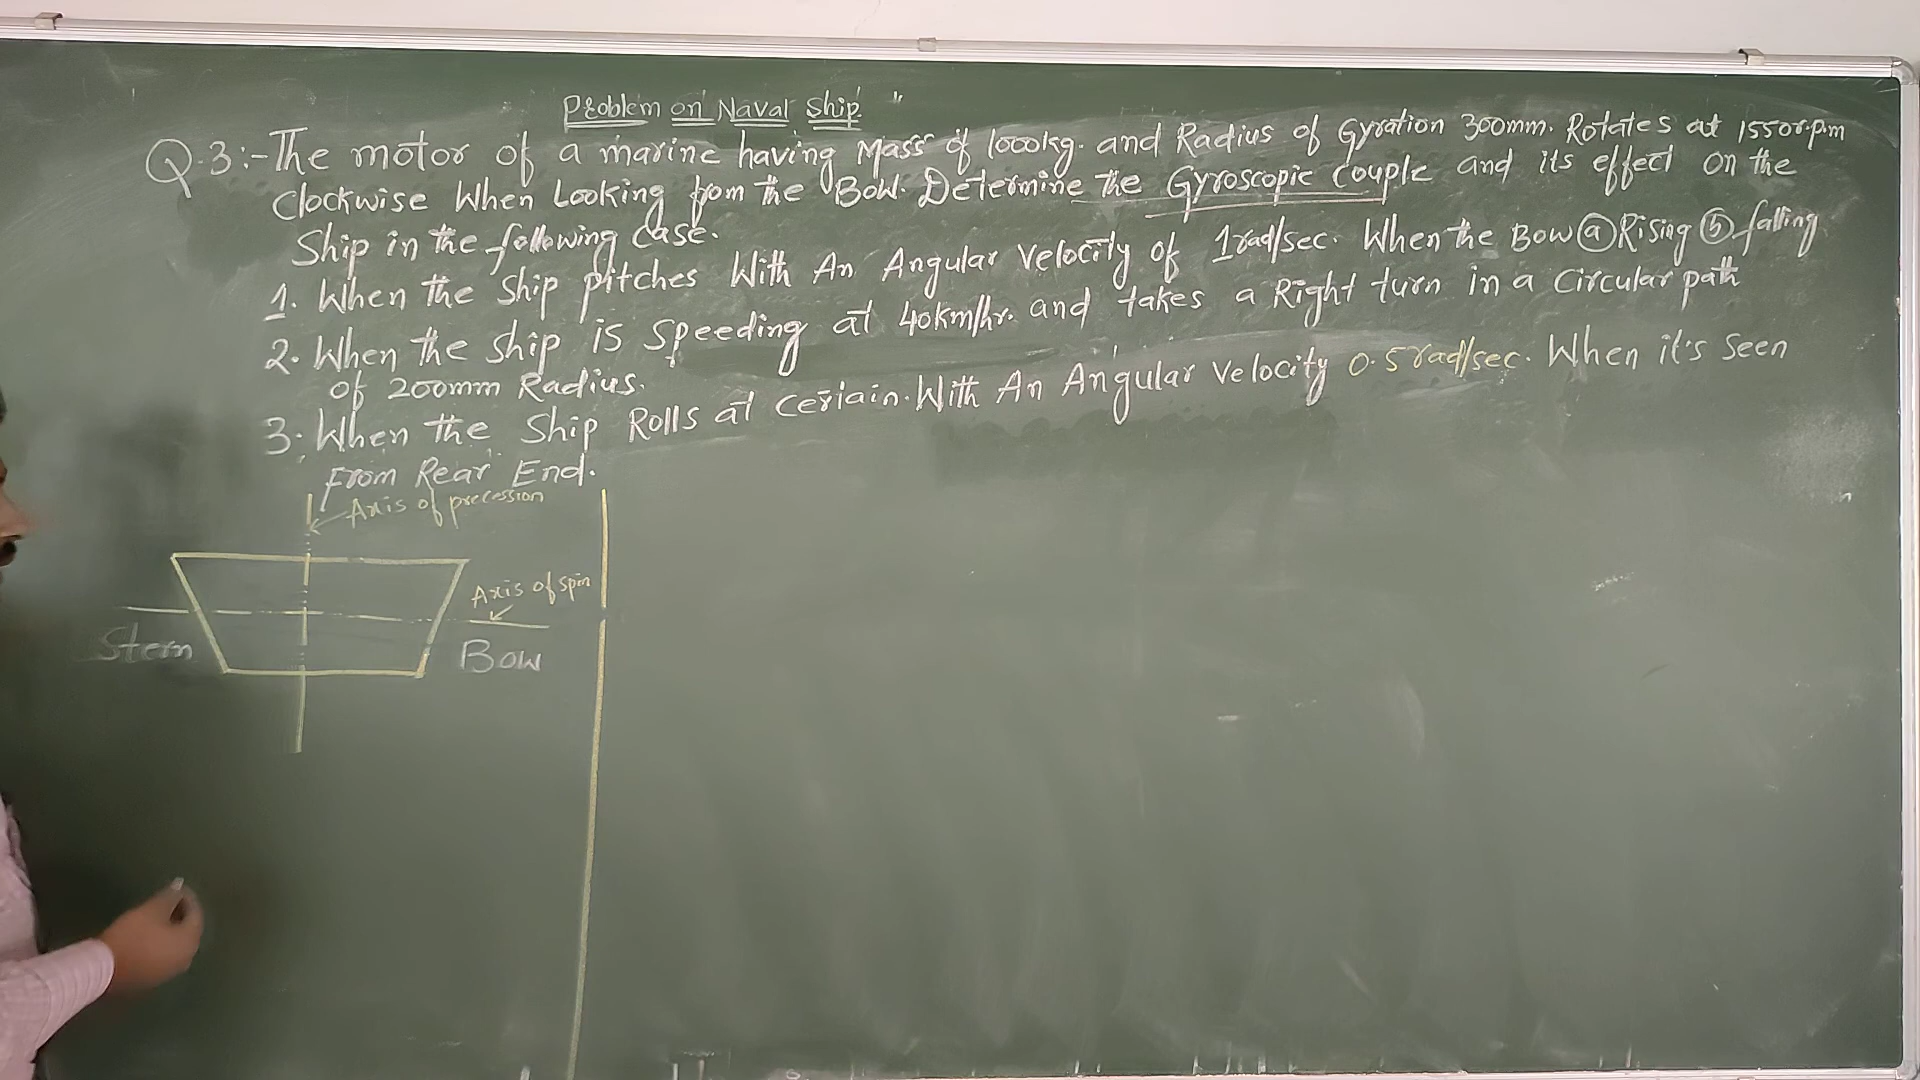 Problem on Naval Ship "
Q.3:- The motor of a marine having Mass of 1000kg. and Radius of Gyration 300mm. Rotates at 1550r.p.m
Clockwise When Looking from the Bow. Determine the Gyroscopic Couple and its effect on the
Ship in the following case.
1. When the Ship pitches With An Angular Velocity of 1rad/sec. When the Bow ⓐ Rising ⓑ falling
2. When the ship is Speeding at 40km/hr. and takes a Right turn in a Circular path
of 200mm Radius.
3. When the Ship Rolls at Certain. With An Angular Velocity 0.5 rad/sec. When it's Seen
From Rear End.
Axis of precession
Axis of spin
Stern
Bow